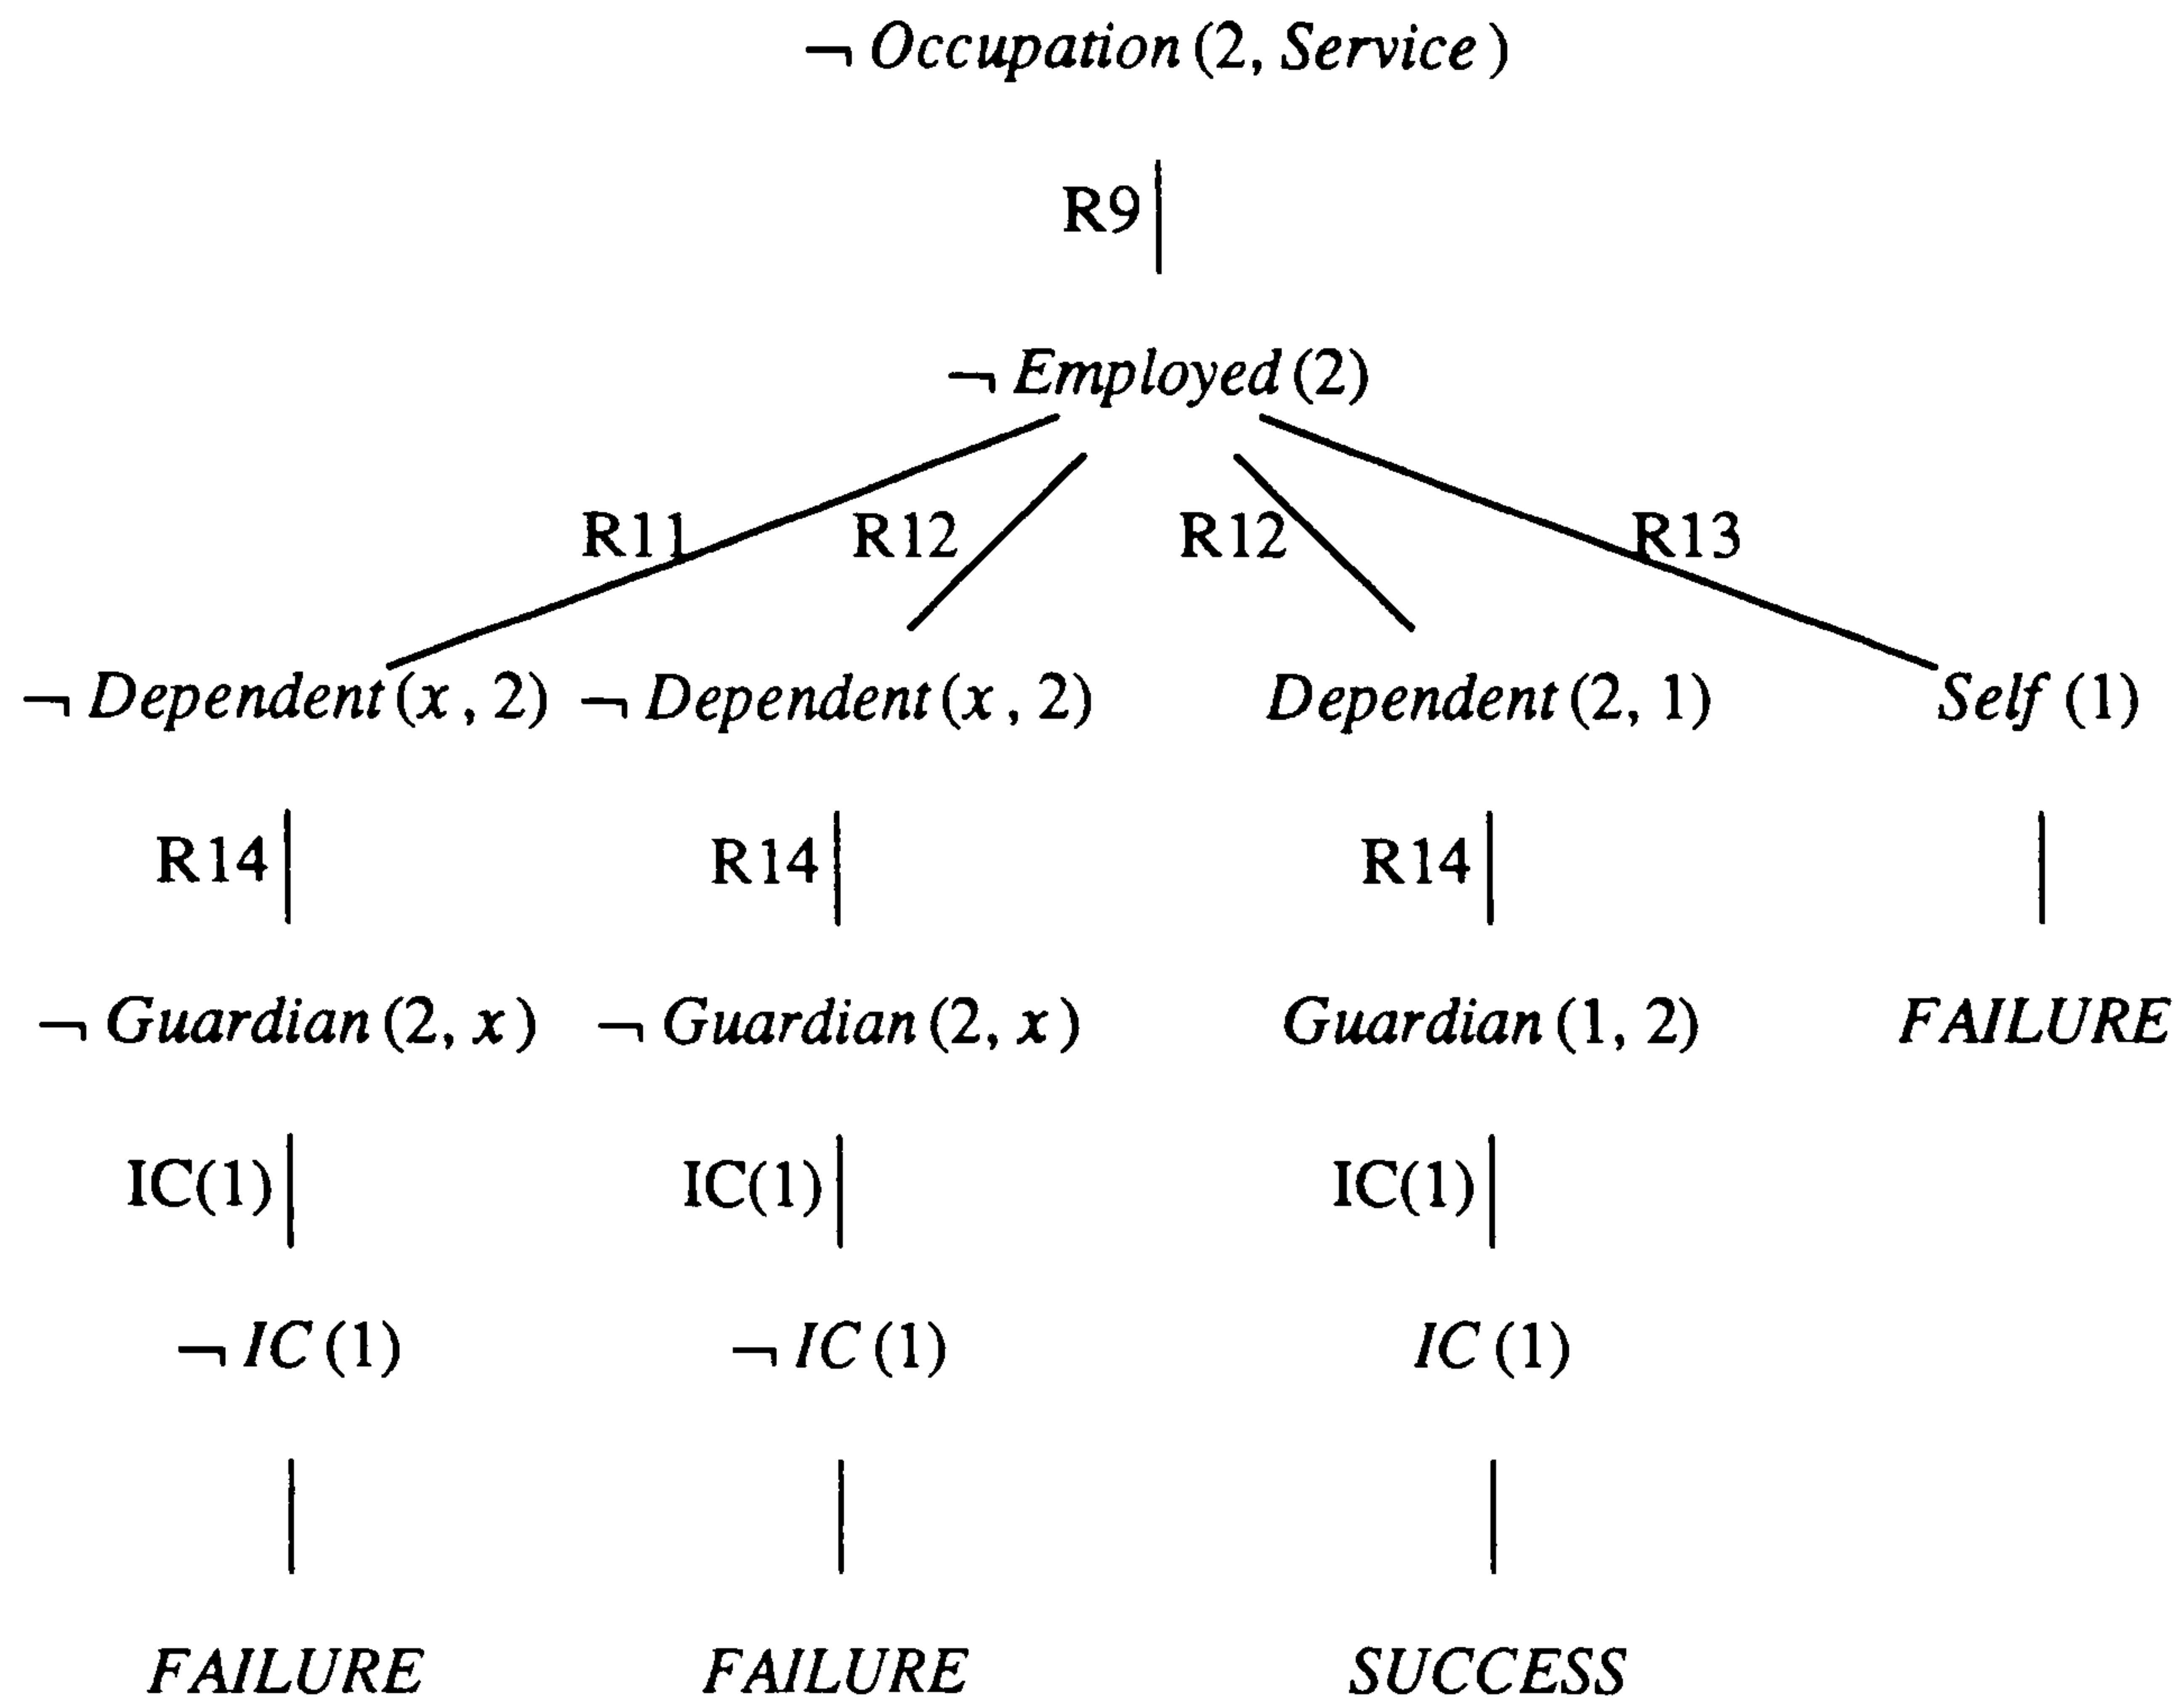 ¬ Occupation (2, Service)
R9
¬ Employed (2)
R11 R12 R12 R13
¬ Dependent (x, 2) ¬ Dependent (x, 2) Dependent (2, 1) Self (1)
R14 R14 R14
¬ Guardian (2, x) ¬ Guardian (2, x) Guardian (1, 2) FAILURE
IC(1) IC(1) IC(1)
¬ IC (1) ¬ IC (1) IC (1)
FAILURE FAILURE SUCCESS